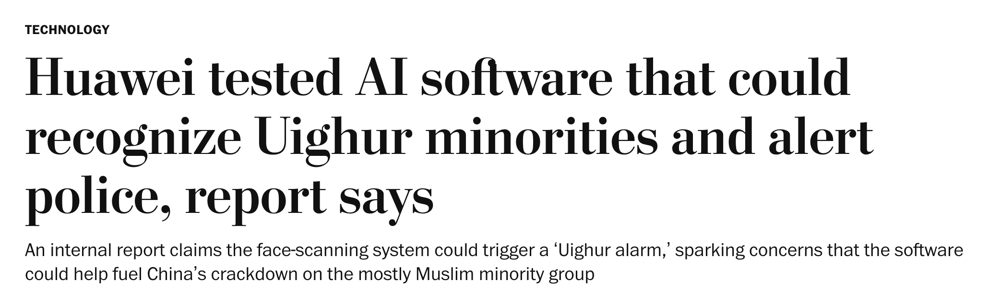 TECHNOLOGY
Huawei tested AI software that could
recognize Uighur minorities and alert
police, report says
An internal report claims the face-scanning system could trigger a ‘Uighur alarm,’ sparking concerns that the software
could help fuel China’s crackdown on the mostly Muslim minority group